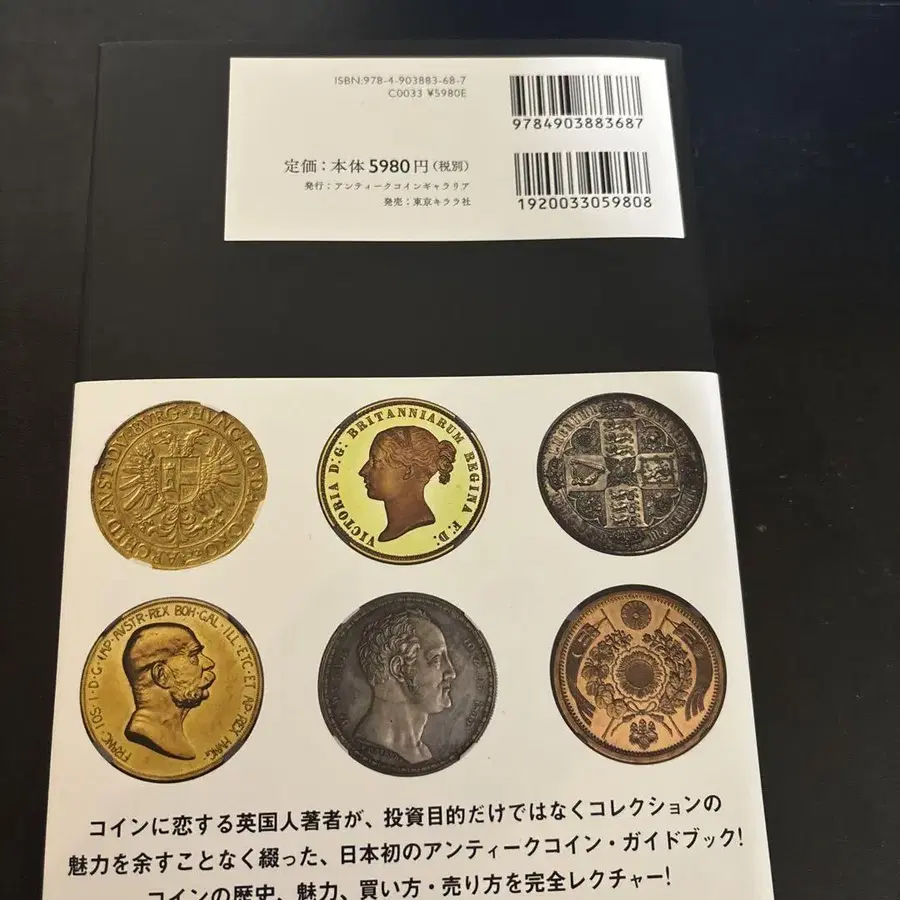 ISBN:978-4-903883-68-7
C0033 ¥5980E
9784903883687
定価：本体5980円（税別）
発行：アンティークコインギャラリア
発売：東京キララ社
1920033059808
VICTORIA D: G: BRITANNIARUM REGINA F: D:
コインに恋する英国人著者が、投資目的だけではなくコレクションの
魅力を余すことなく綴った、日本初のアンティークコイン・ガイドブック！
コインの歴史、魅力、買い方・売り方を完全レクチャー！